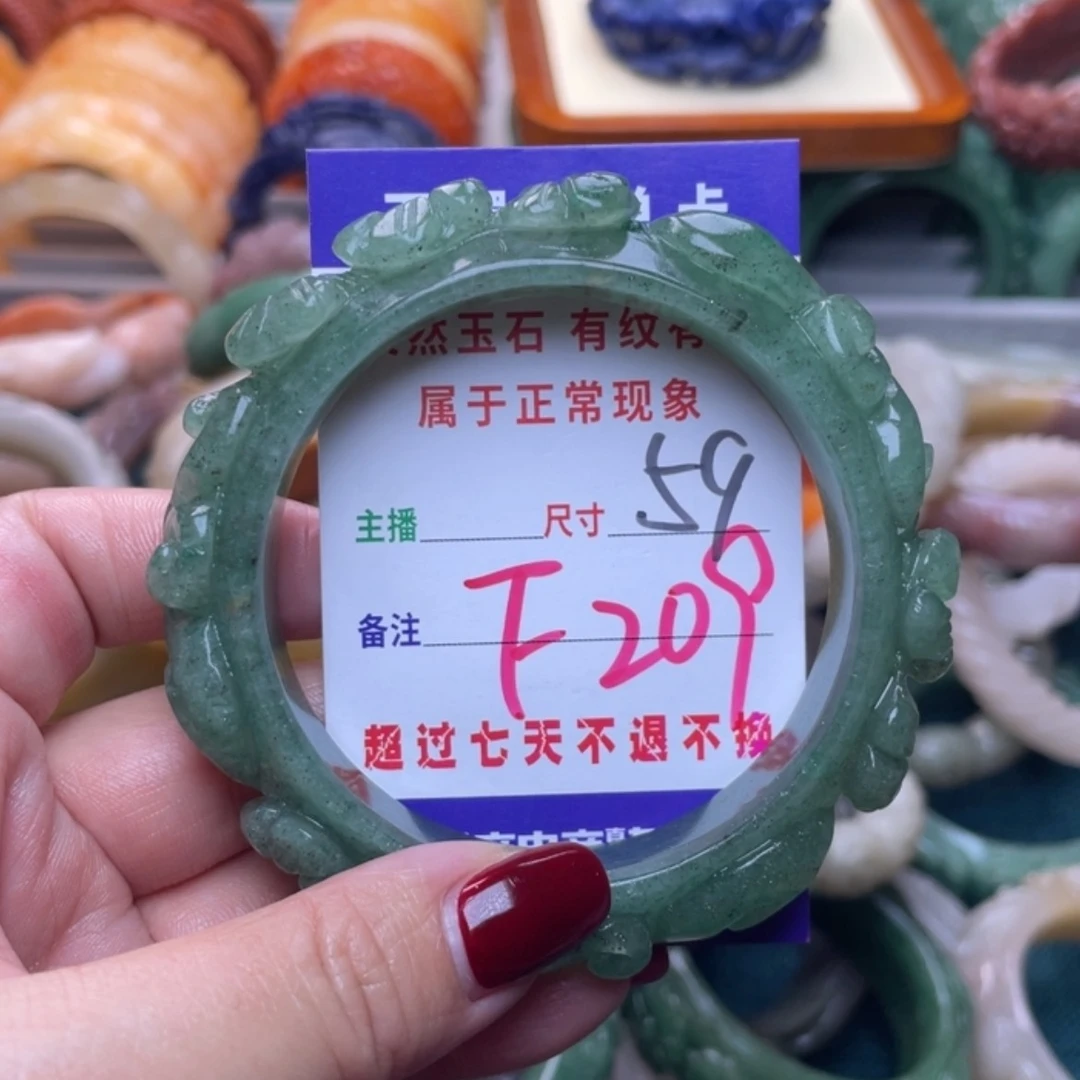 然玉石 有纹有
属于正常现象
主播 尺寸 59
备注 F209
超过七天不退不换